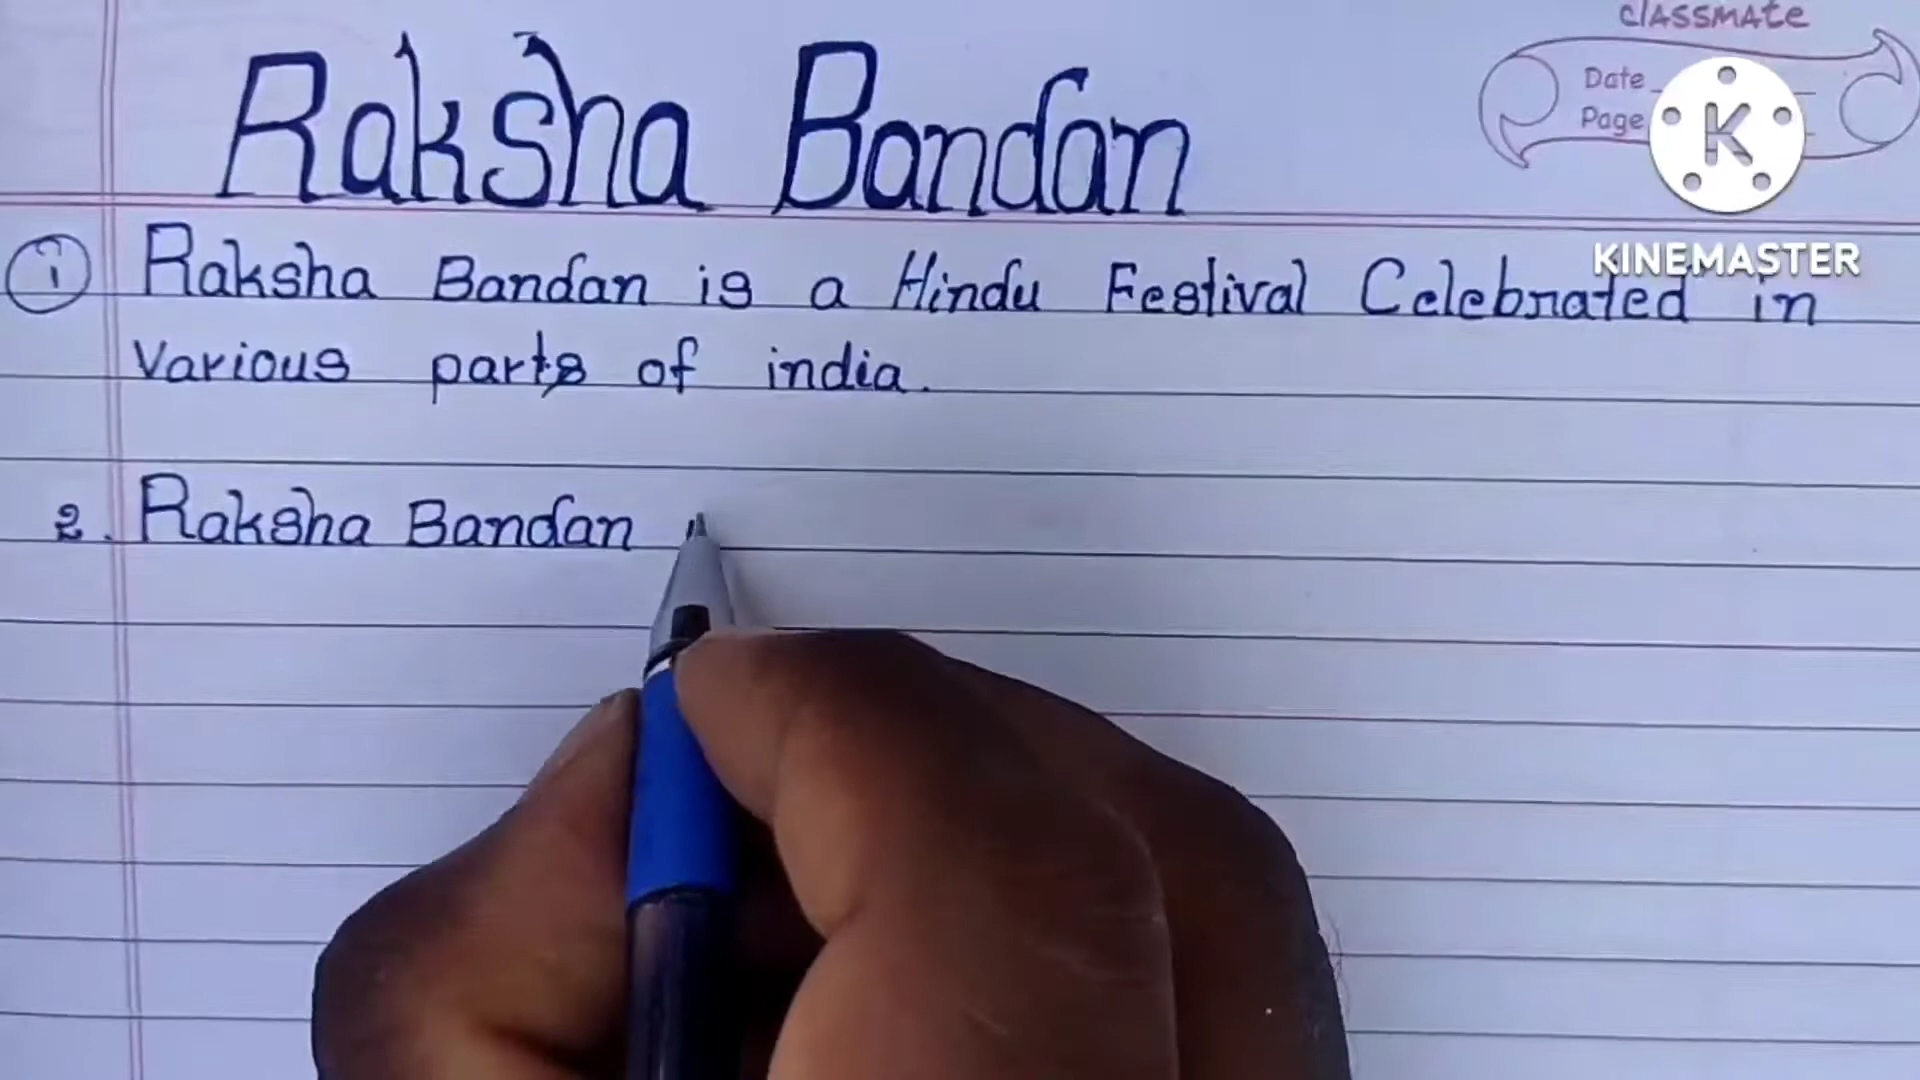 classmate
Date
Page
K
KINEMASTER
Raksha Bandan
1 Raksha Bandan is a Hindu Festival Celebrated in
various parts of india.
2. Raksha Bandan